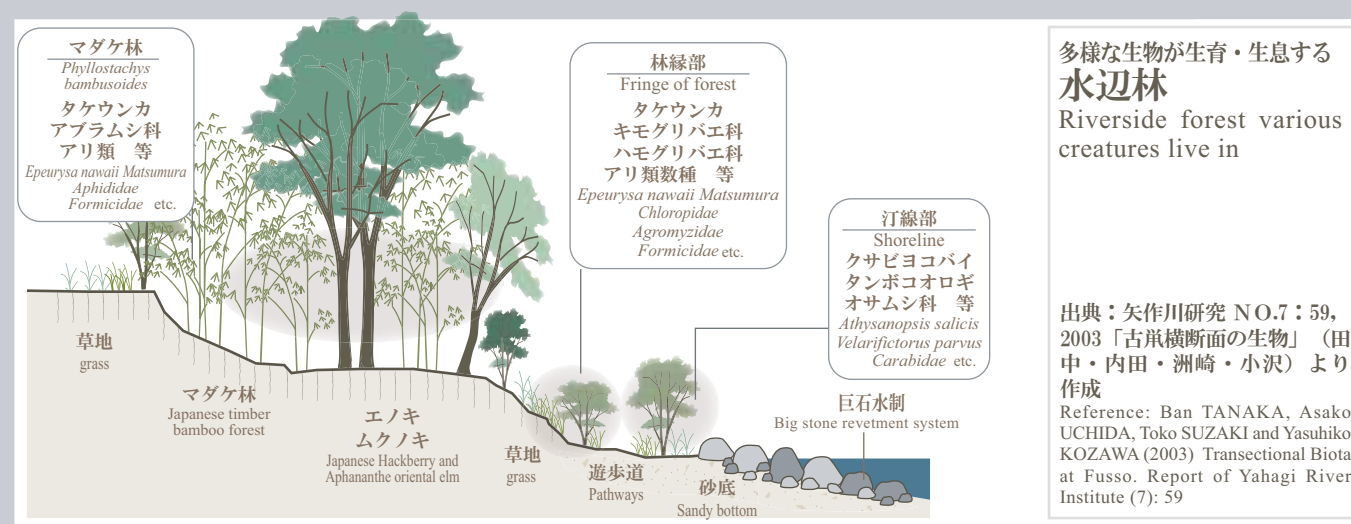 マダケ林
Phyllostachys
bambusoides
タケウンカ
アブラムシ科
アリ類　等
Epeurysa nawaii Matsumura
Aphididae
Formicidae etc.
林縁部
Fringe of forest
タケウンカ
キモグリバエ科
ハモグリバエ科
アリ類数種　等
Epeurysa nawaii Matsumura
Chloropidae
Agromyzidae
Formicidae etc.
汀線部
Shoreline
クサビヨコバイ
タンボコオロギ
オサムシ科　等
Athysanopsis salicis
Velarifictorus parvus
Carabidae etc.
草地
grass
マダケ林
Japanese timber
bamboo forest
エノキ
ムクノキ
Japanese Hackberry and
Aphananthe oriental elm
草地
grass
遊歩道
Pathways
砂底
Sandy bottom
巨石水制
Big stone revetment system
多様な生物が生育・生息する
水辺林
Riverside forest various
creatures live in
出典：矢作川研究 NO.7：59，
2003「古鼡横断面の生物」（田
中・内田・洲崎・小沢）より
作成
Reference: Ban TANAKA, Asako
UCHIDA, Toko SUZAKI and Yasuhiko
KOZAWA (2003) Transectional Biota
at Fusso. Report of Yahagi River
Institute (7): 59